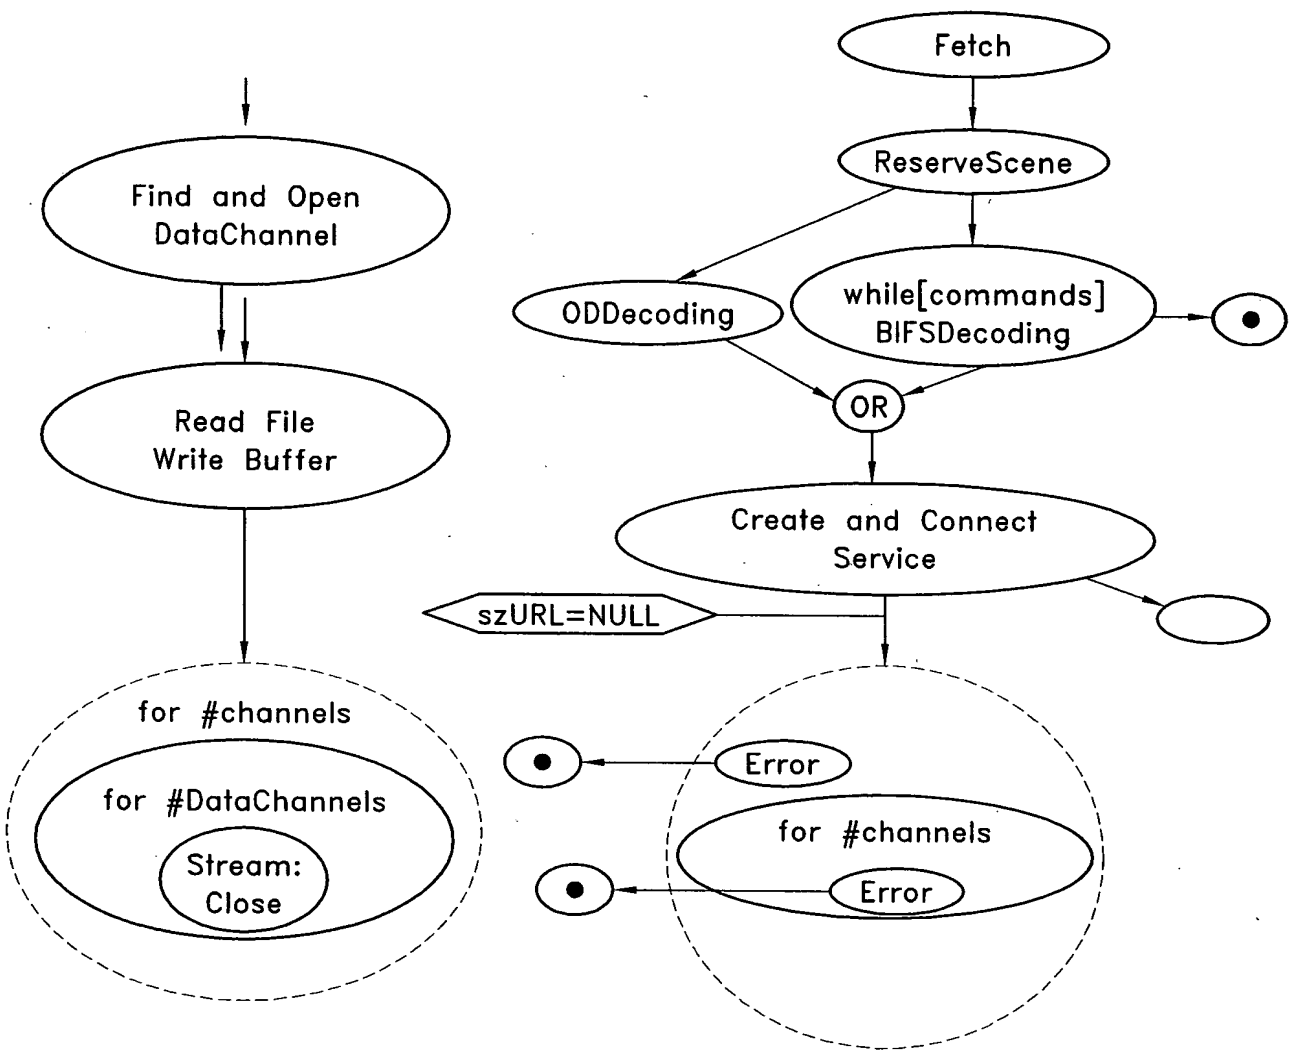 Find and Open
DataChannel
Read File
Write Buffer
for #channels
for #DataChannels
Stream:
Close
Fetch
ReserveScene
ODDecoding
while[commands]
BIFSDecoding
OR
Create and Connect
Service
szURL=NULL
Error
for #channels
Error